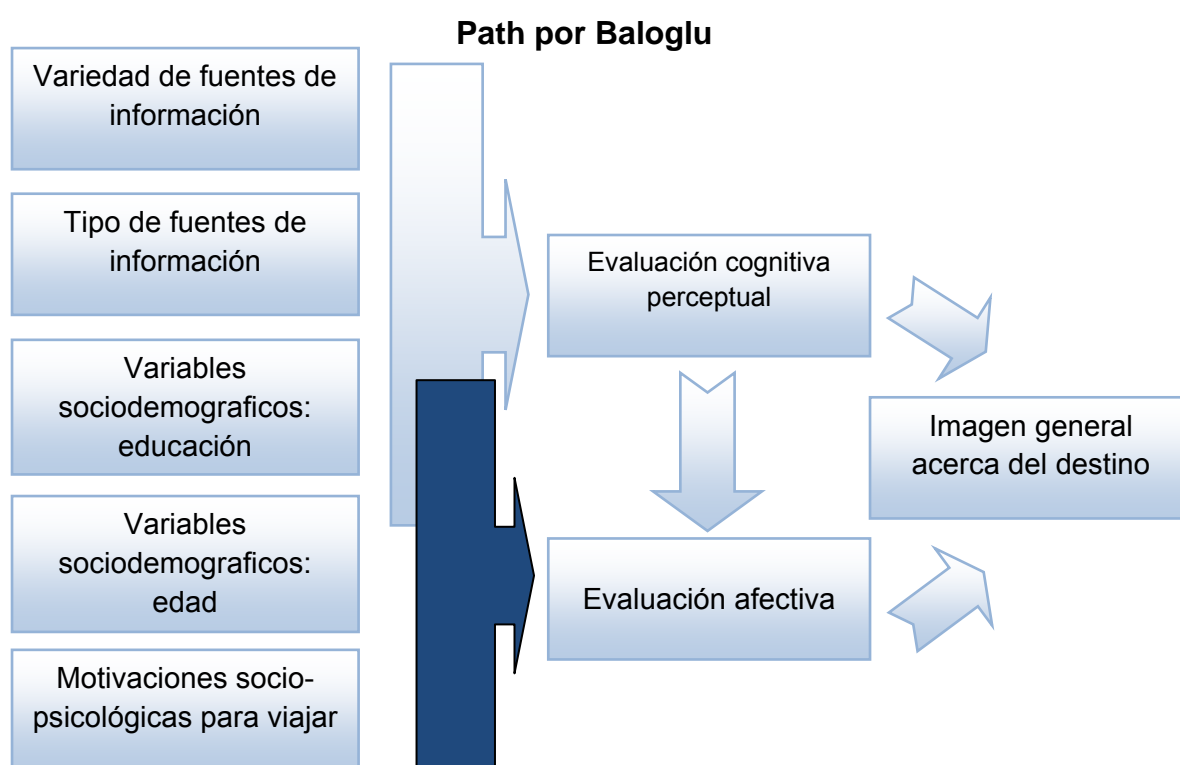 Path por Baloglu
Variedad de fuentes de
información
Tipo de fuentes de
información
Variables
sociodemograficos:
educación
Variables
sociodemograficos:
edad
Motivaciones socio-
psicológicas para viajar
Evaluación cognitiva
perceptual
Evaluación afectiva
Imagen general
acerca del destino